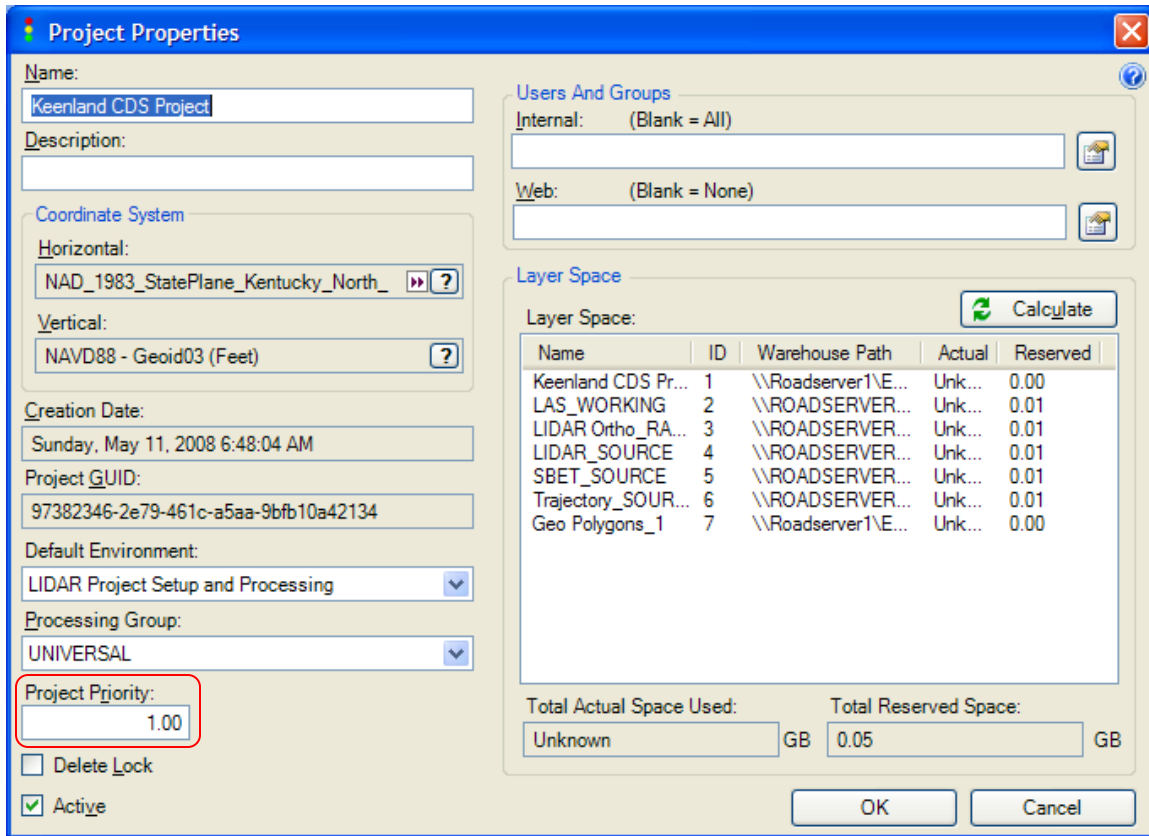 Project Properties
Name:
Keenland CDS Project
Description:
Coordinate System
Horizontal:
NAD_1983_StatePlane_Kentucky_North_
?
Vertical:
NAVD88 - Geoid03 (Feet)
?
Creation Date:
Sunday, May 11, 2008 6:48:04 AM
Project GUID:
97382346-2e79-461c-a5aa-9bfb10a42134
Default Environment:
LIDAR Project Setup and Processing
Processing Group:
UNIVERSAL
Project Priority:
1.00
Delete Lock
Active
?
Users And Groups
Internal: (Blank = All)
Web: (Blank = None)
Layer Space
Layer Space:
Calculate
Name ID Warehouse Path Actual Reserved
Keenland CDS Pr... 1 \\Roadserver1\E... Unk... 0.00
LAS_WORKING 2 \\ROADSERVER... Unk... 0.01
LIDAR Ortho_RA... 3 \\ROADSERVER... Unk... 0.01
LIDAR_SOURCE 4 \\ROADSERVER... Unk... 0.01
SBET_SOURCE 5 \\ROADSERVER... Unk... 0.01
Trajectory_SOUR... 6 \\ROADSERVER... Unk... 0.01
Geo Polygons_1 7 \\Roadserver1\E... Unk... 0.00
Total Actual Space Used: Total Reserved Space:
Unknown GB 0.05 GB
OK Cancel